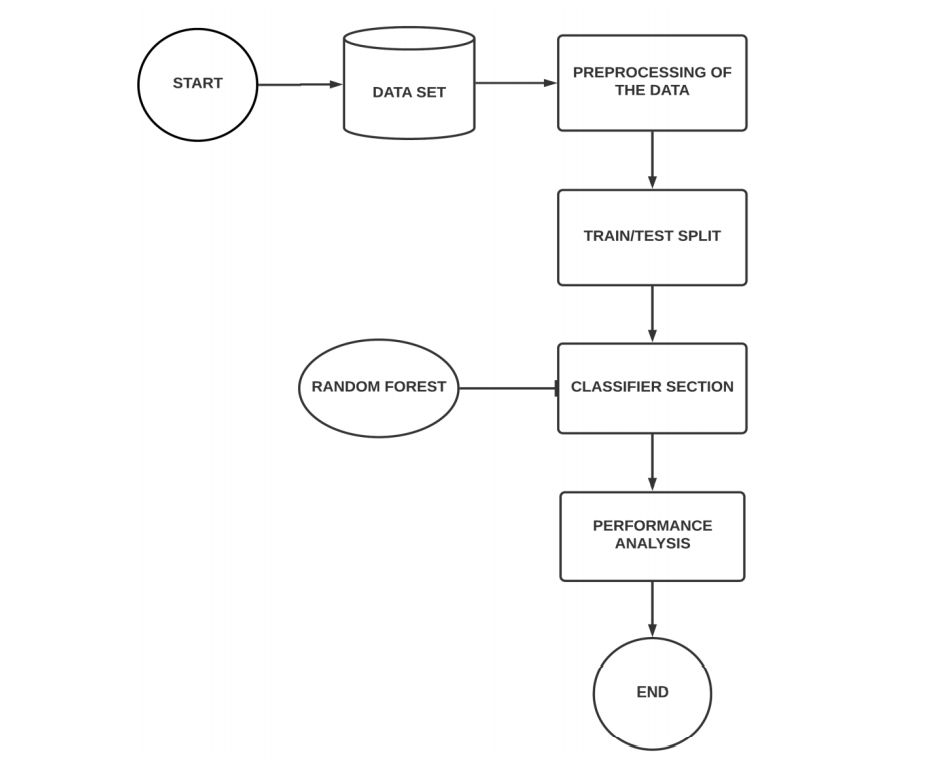 START
DATA SET
PREPROCESSING OF
THE DATA
TRAIN/TEST SPLIT
RANDOM FOREST
CLASSIFIER SECTION
PERFORMANCE
ANALYSIS
END